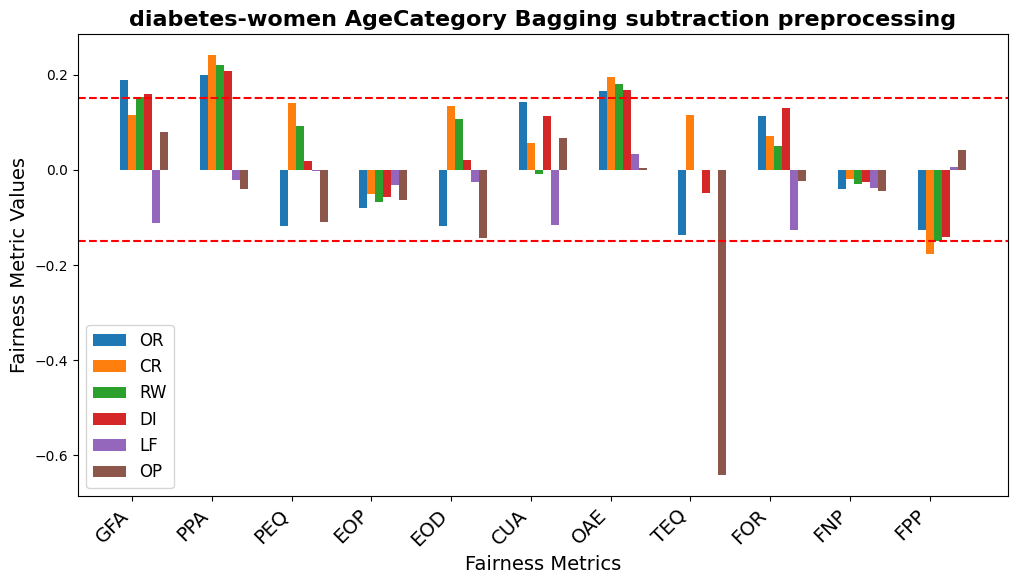 diabetes-women AgeCategory Bagging subtraction preprocessing
Fairness Metric Values
0.2
0.0
−0.2
−0.4
−0.6
OR
CR
RW
DI
LF
OP
GFA
PPA
PEQ
EOP
EOD
CUA
OAE
TEQ
FOR
FNP
FPP
Fairness Metrics